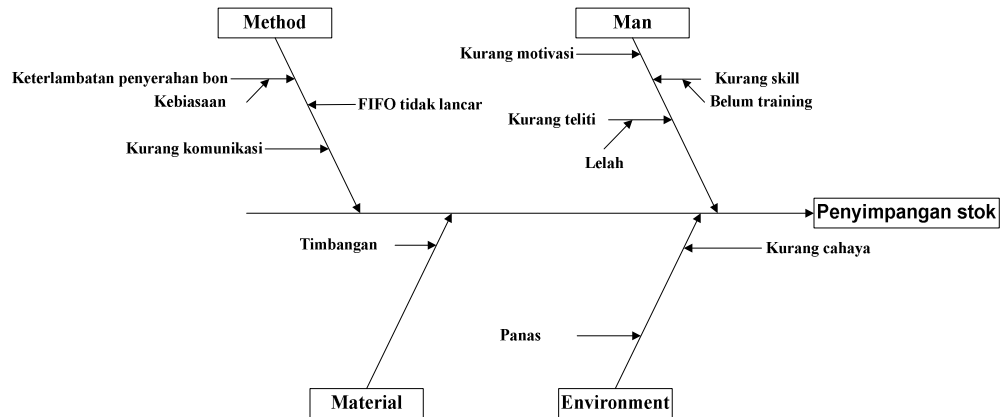 Method
Man
Kurang motivasi
Keterlambatan penyerahan bon
Kebiasaan
Kurang skill
Belum training
FIFO tidak lancar
Kurang teliti
Kurang komunikasi
Lelah
Penyimpangan stok
Timbangan
Kurang cahaya
Panas
Material
Environment